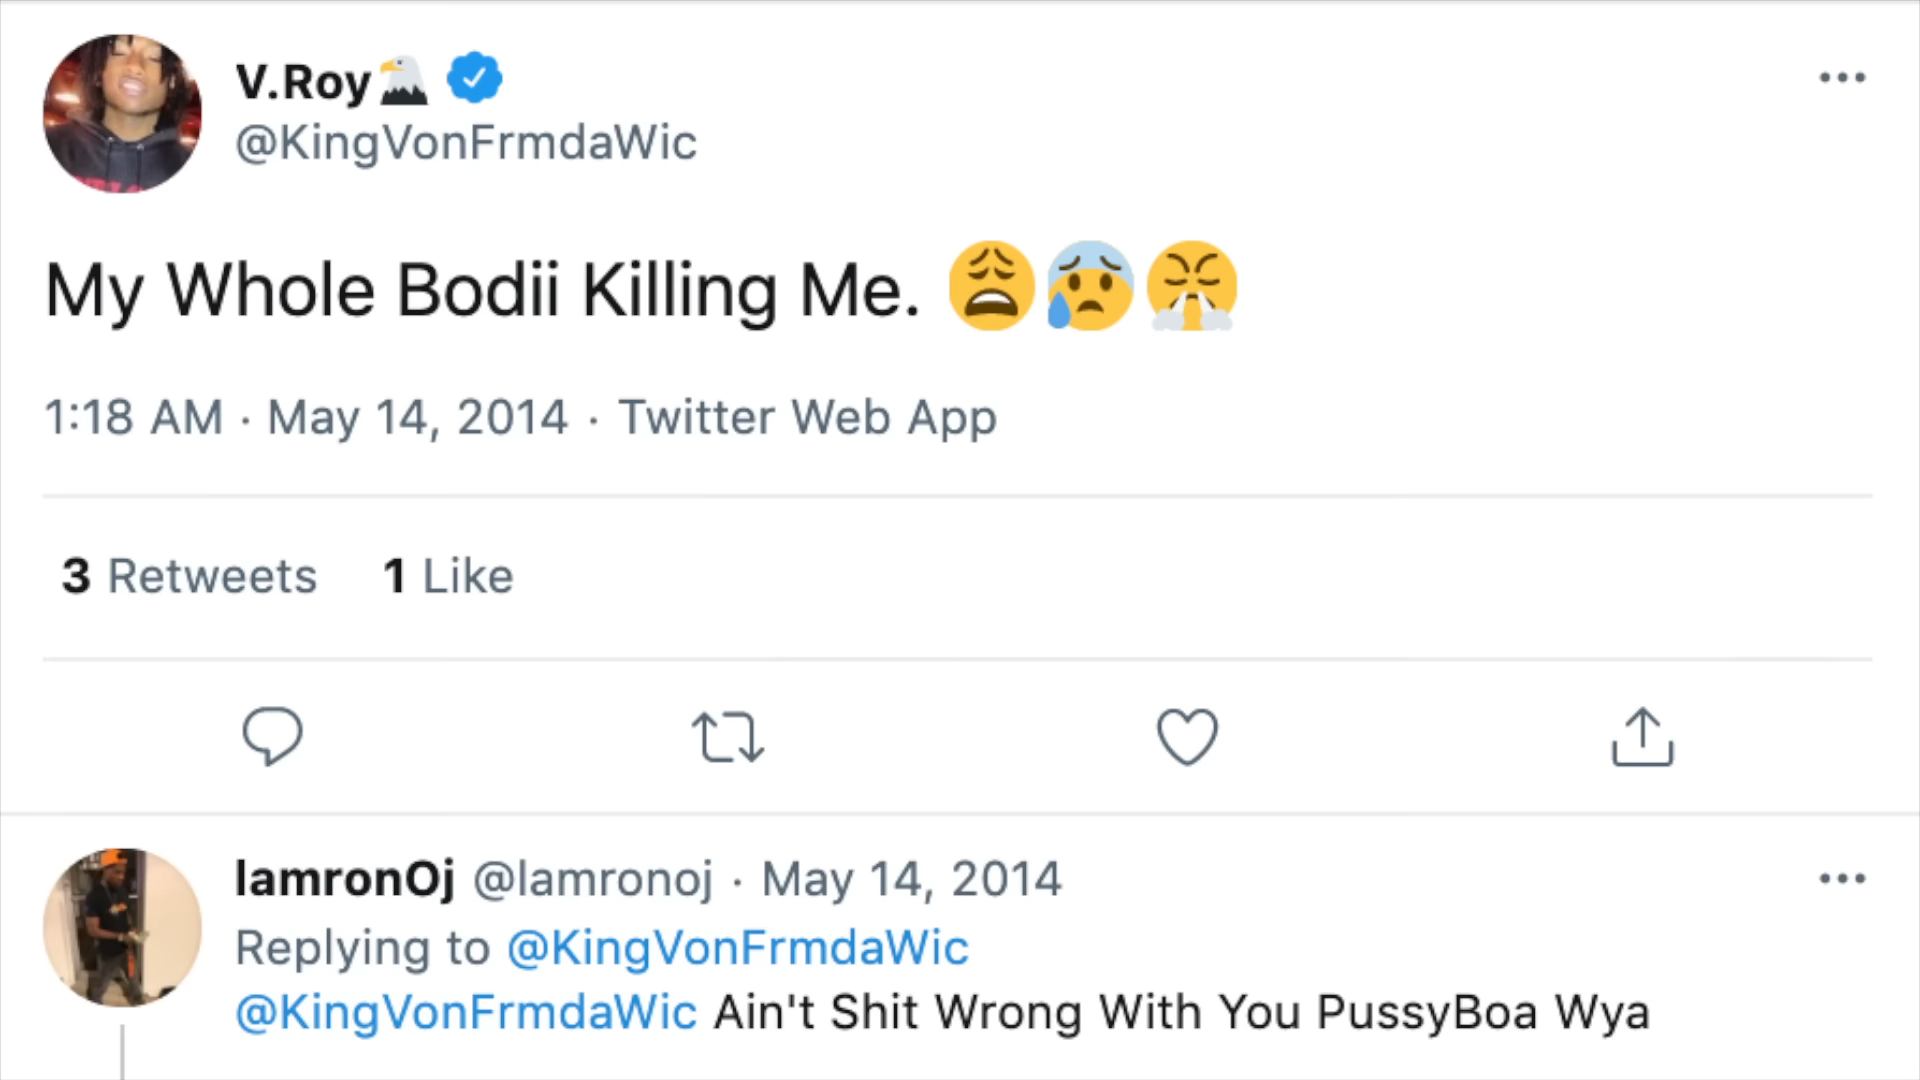 V.Roy🦅
@KingVonFrmdaWic
My Whole Bodii Killing Me. 😩😰😤
1:18 AM · May 14, 2014 · Twitter Web App
3 Retweets 1 Like
lamronOj @lamronoj · May 14, 2014
Replying to @KingVonFrmdaWic
@KingVonFrmdaWic Ain't Shit Wrong With You PussyBoa Wya